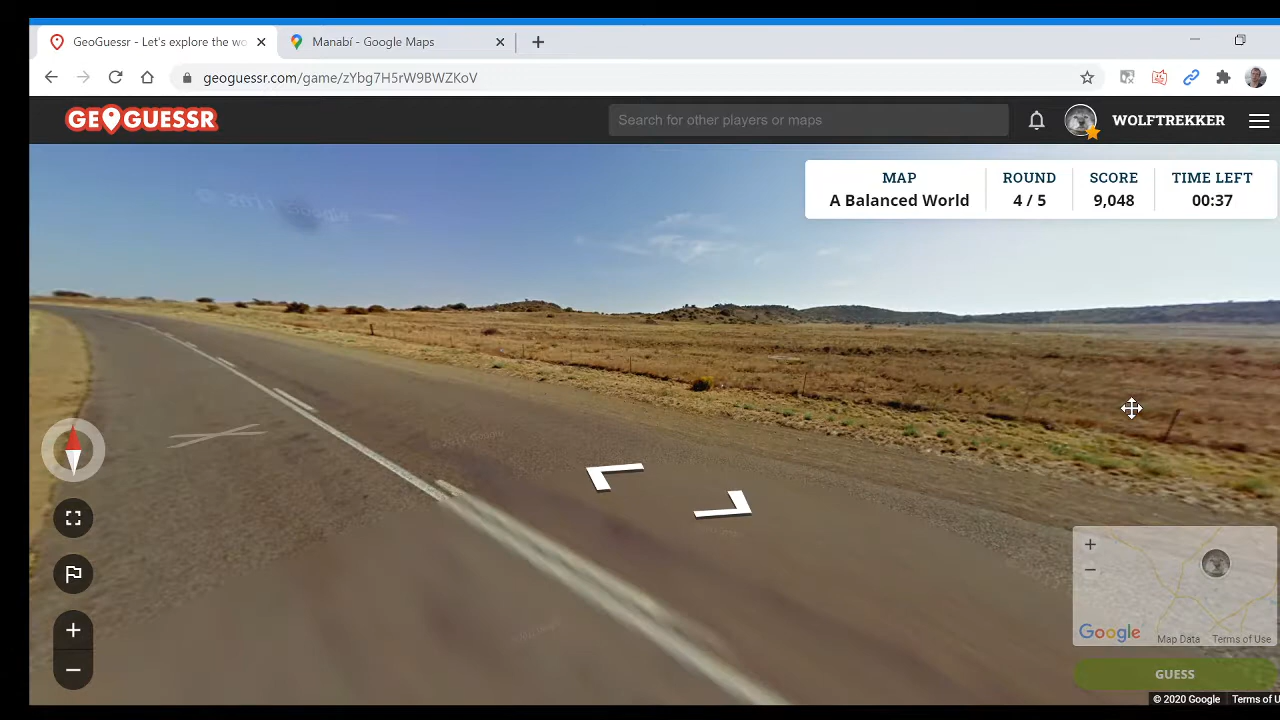 GeoGuessr - Let's explore the wo
Manabí - Google Maps
geoguessr.com/game/zYbg7H5rW9BWZKoV
GEOGUESSR
Search for other players or maps
WOLFTREKKER
MAP ROUND SCORE TIME LEFT
A Balanced World 4 / 5 9,048 00:37
Google
Map Data Terms of Use
GUESS
© 2020 Google Terms of U